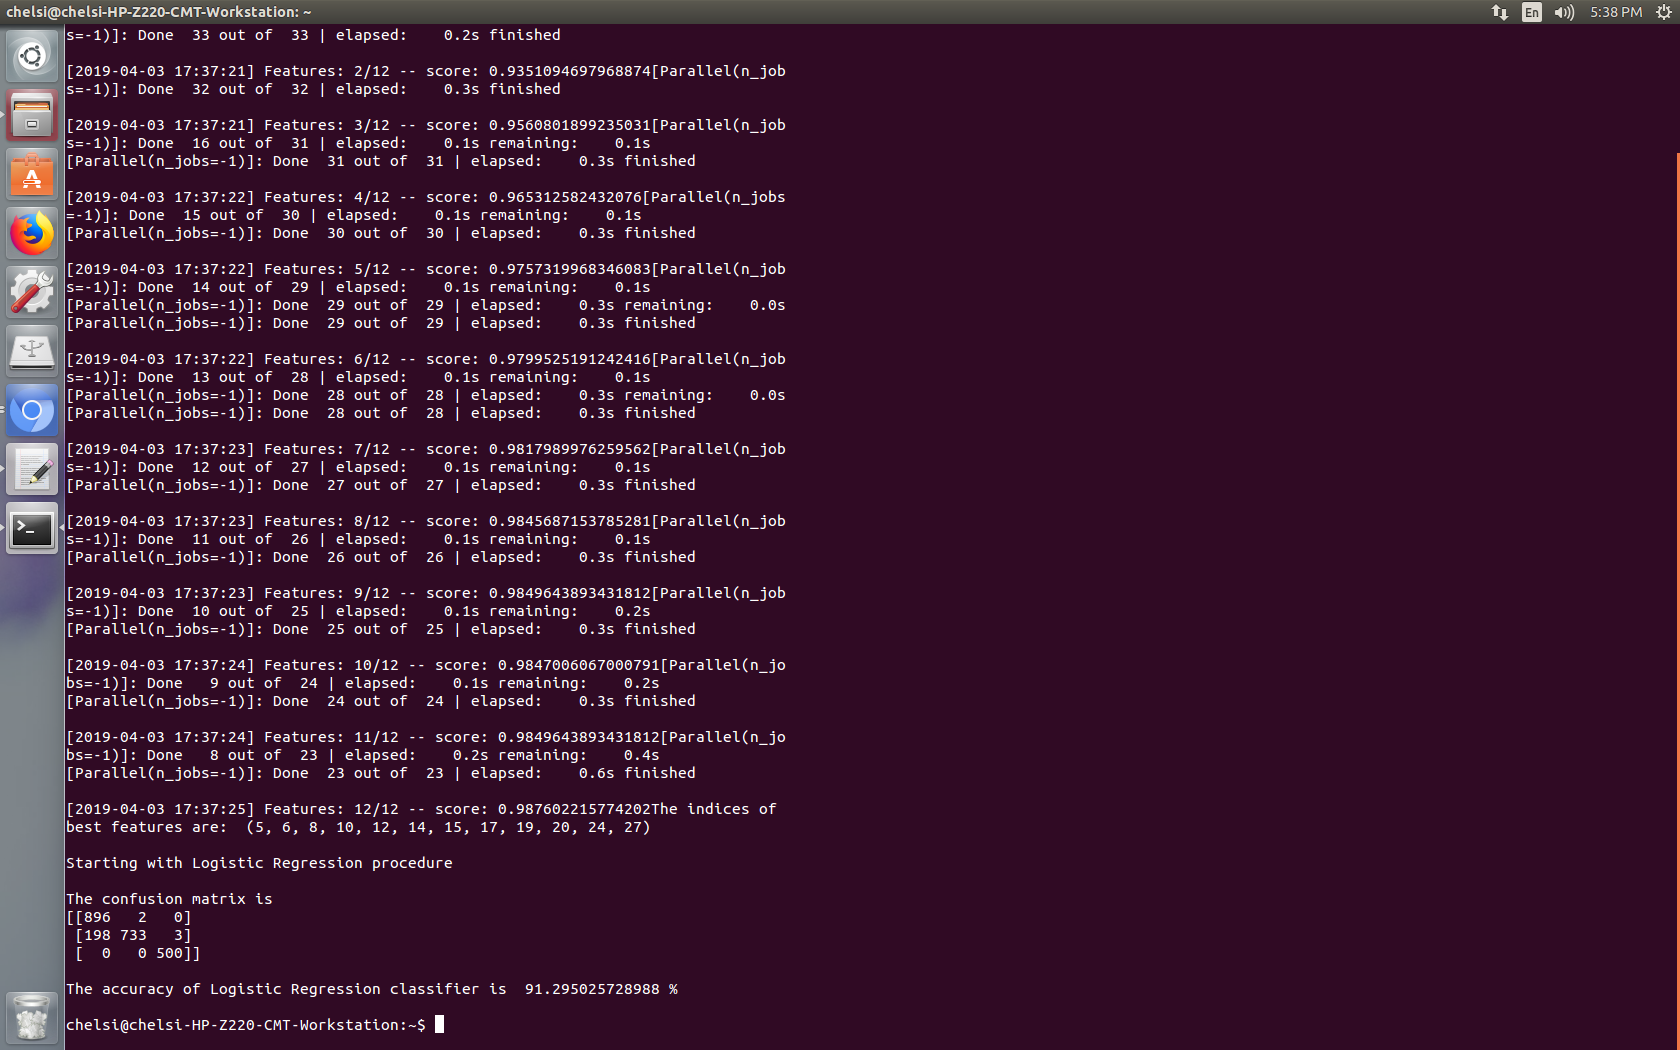 chelsi@chelsi-HP-Z220-CMT-Workstation: ~
En
5:38 PM
s=-1)]: Done  33 out of  33 | elapsed:    0.2s finished
[2019-04-03 17:37:21] Features: 2/12 -- score: 0.9351094697968874[Parallel(n_job
s=-1)]: Done  32 out of  32 | elapsed:    0.3s finished
[2019-04-03 17:37:21] Features: 3/12 -- score: 0.9560801899235031[Parallel(n_job
s=-1)]: Done  16 out of  31 | elapsed:    0.1s remaining:    0.1s
[Parallel(n_jobs=-1)]: Done  31 out of  31 | elapsed:    0.3s finished
[2019-04-03 17:37:22] Features: 4/12 -- score: 0.965312582432076[Parallel(n_jobs
=-1)]: Done  15 out of  30 | elapsed:    0.1s remaining:    0.1s
[Parallel(n_jobs=-1)]: Done  30 out of  30 | elapsed:    0.3s finished
[2019-04-03 17:37:22] Features: 5/12 -- score: 0.9757319968346083[Parallel(n_job
s=-1)]: Done  14 out of  29 | elapsed:    0.1s remaining:    0.1s
[Parallel(n_jobs=-1)]: Done  29 out of  29 | elapsed:    0.3s remaining:    0.0s
[Parallel(n_jobs=-1)]: Done  29 out of  29 | elapsed:    0.3s finished
[2019-04-03 17:37:22] Features: 6/12 -- score: 0.9799525191242416[Parallel(n_job
s=-1)]: Done  13 out of  28 | elapsed:    0.1s remaining:    0.1s
[Parallel(n_jobs=-1)]: Done  28 out of  28 | elapsed:    0.3s remaining:    0.0s
[Parallel(n_jobs=-1)]: Done  28 out of  28 | elapsed:    0.3s finished
[2019-04-03 17:37:23] Features: 7/12 -- score: 0.9817989976259562[Parallel(n_job
s=-1)]: Done  12 out of  27 | elapsed:    0.1s remaining:    0.1s
[Parallel(n_jobs=-1)]: Done  27 out of  27 | elapsed:    0.3s finished
[2019-04-03 17:37:23] Features: 8/12 -- score: 0.9845687153785281[Parallel(n_job
s=-1)]: Done  11 out of  26 | elapsed:    0.1s remaining:    0.1s
[Parallel(n_jobs=-1)]: Done  26 out of  26 | elapsed:    0.3s finished
[2019-04-03 17:37:23] Features: 9/12 -- score: 0.9849643893431812[Parallel(n_job
s=-1)]: Done  10 out of  25 | elapsed:    0.1s remaining:    0.2s
[Parallel(n_jobs=-1)]: Done  25 out of  25 | elapsed:    0.3s finished
[2019-04-03 17:37:24] Features: 10/12 -- score: 0.9847006067000791[Parallel(n_jo
bs=-1)]: Done   9 out of  24 | elapsed:    0.1s remaining:    0.2s
[Parallel(n_jobs=-1)]: Done  24 out of  24 | elapsed:    0.3s finished
[2019-04-03 17:37:24] Features: 11/12 -- score: 0.9849643893431812[Parallel(n_jo
bs=-1)]: Done   8 out of  23 | elapsed:    0.2s remaining:    0.4s
[Parallel(n_jobs=-1)]: Done  23 out of  23 | elapsed:    0.6s finished
[2019-04-03 17:37:25] Features: 12/12 -- score: 0.987602215774202The indices of
best features are:  (5, 6, 8, 10, 12, 14, 15, 17, 19, 20, 24, 27)
Starting with Logistic Regression procedure
The confusion matrix is
[[896   2   0]
 [198 733   3]
 [  0   0 500]]
The accuracy of Logistic Regression classifier is  91.295025728988 %
chelsi@chelsi-HP-Z220-CMT-Workstation:~$